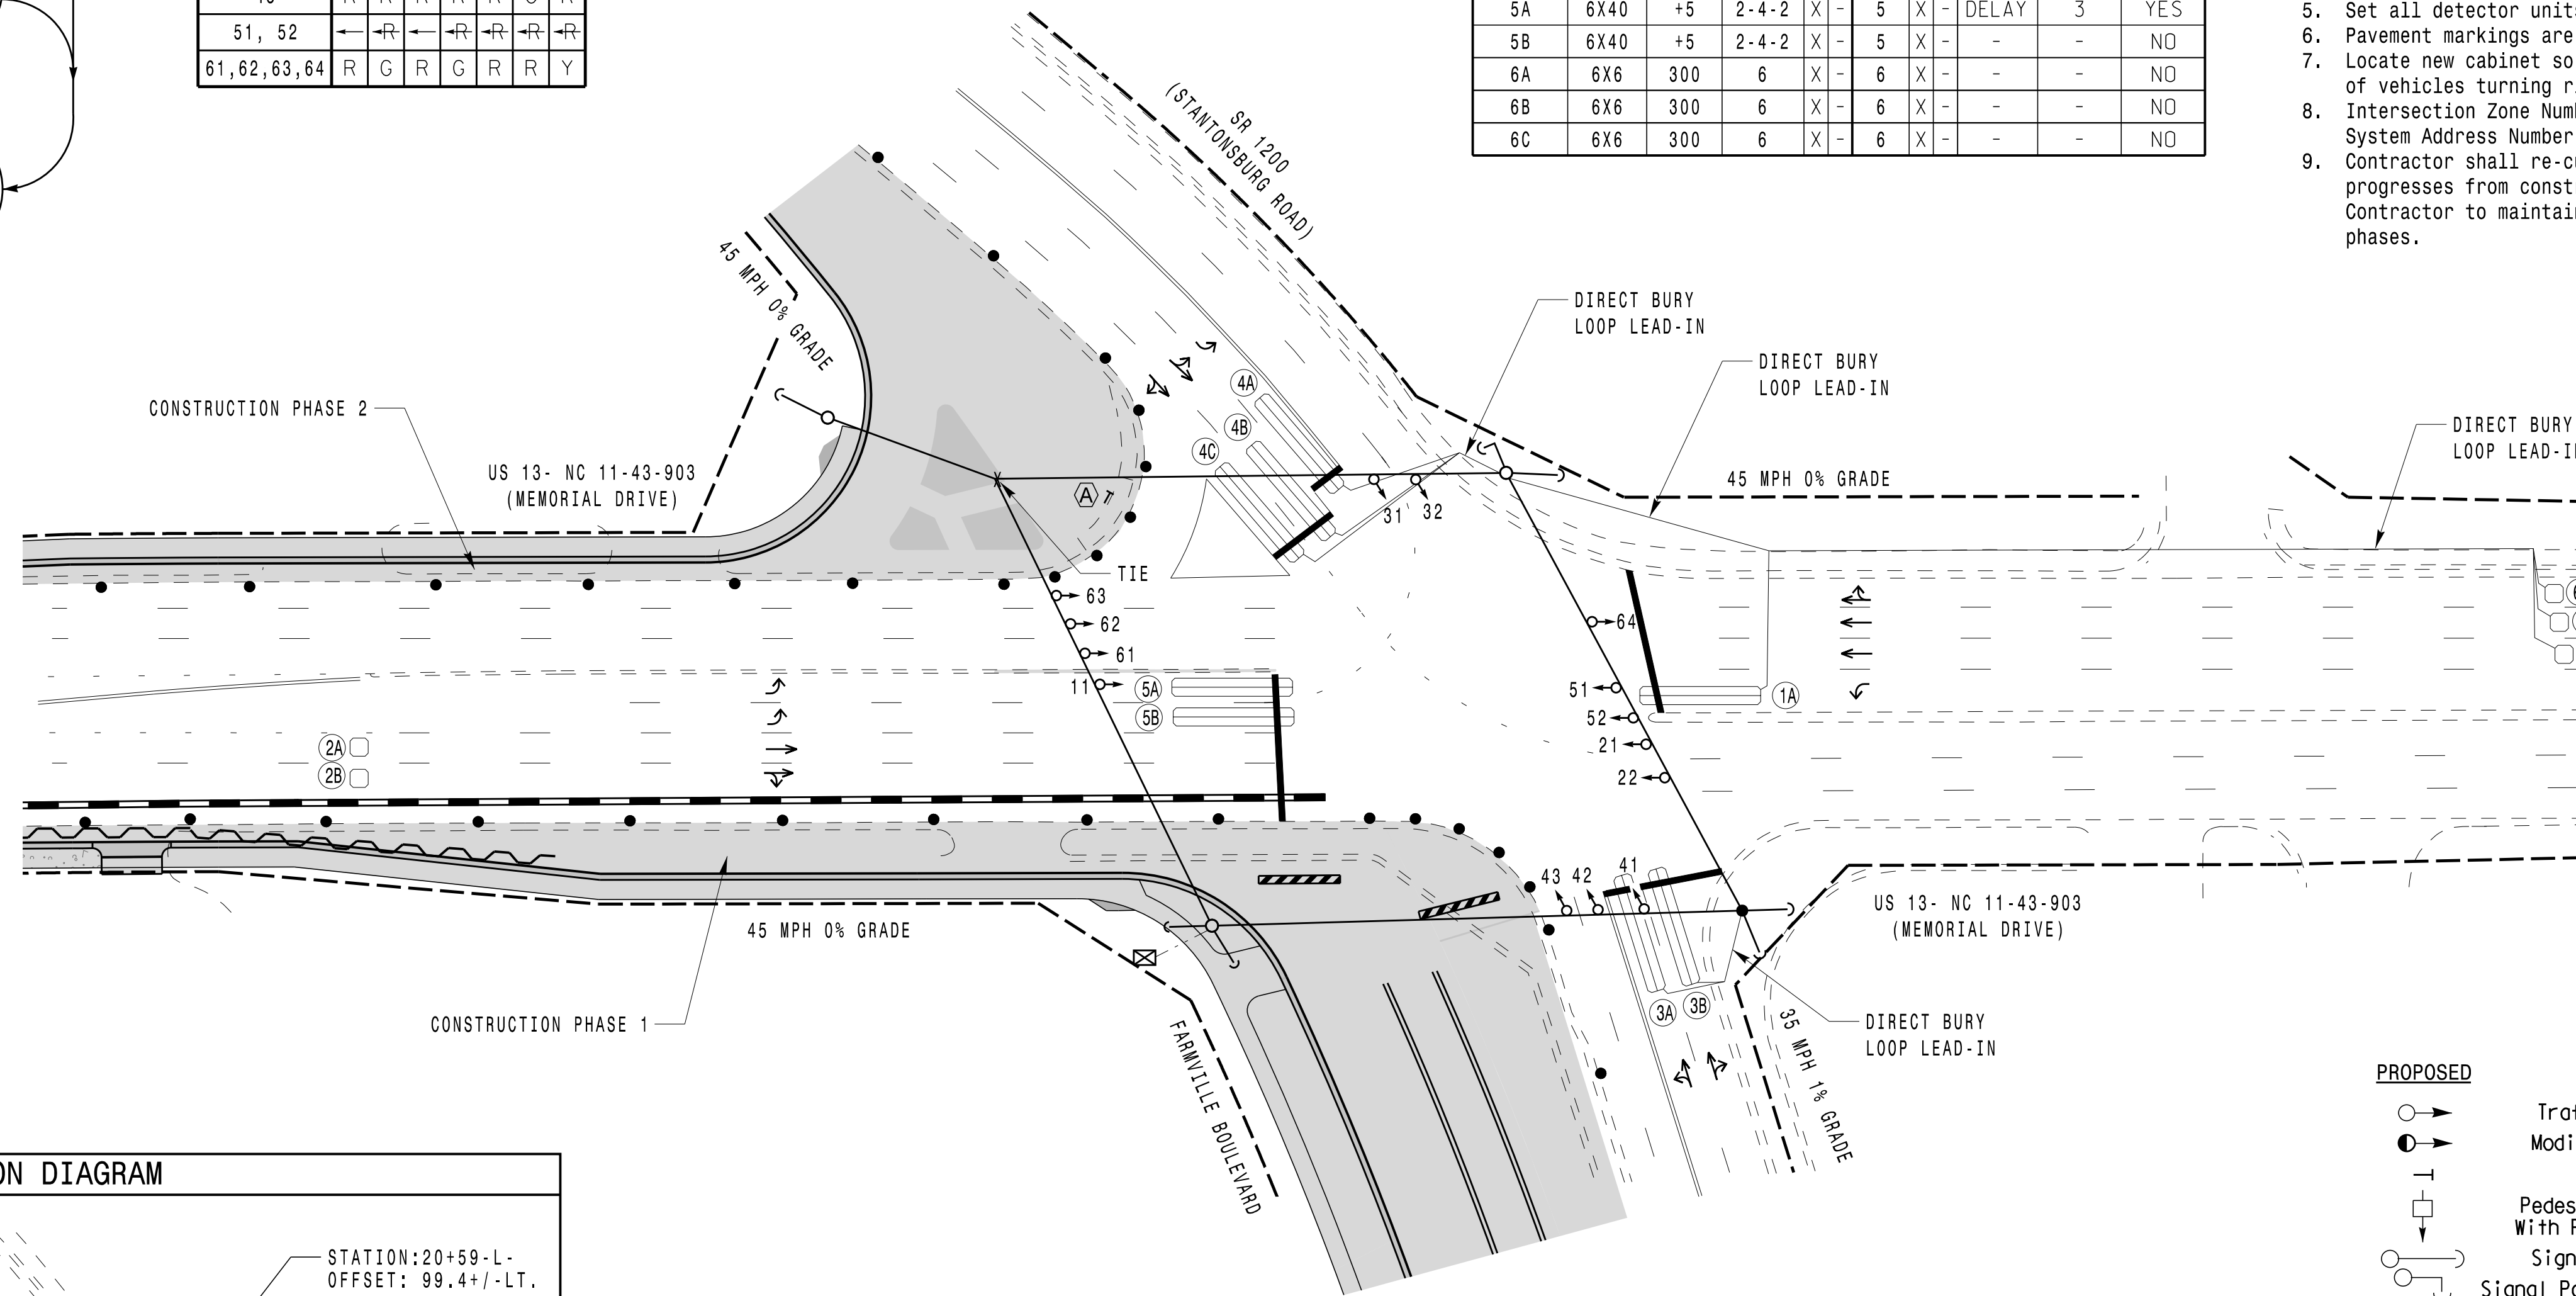 51, 52 ←R ←R ←R ←R ←R
61,62,63,64 R G R G R R Y
5A 6X40 +5 2-4-2 X - 5 X - DELAY 3 YES
5B 6X40 +5 2-4-2 X - 5 X - - - NO
6A 6X6 300 6 X - 6 X - - - NO
6B 6X6 300 6 X - 6 X - - - NO
6C 6X6 300 6 X - 6 X - - - NO
5. Set all detector unit
6. Pavement markings are
7. Locate new cabinet so
of vehicles turning r
8. Intersection Zone Num
System Address Number
9. Contractor shall re-c
progresses from const
Contractor to maintai
phases.
SR 1200
(STANTONSBURG ROAD)
45 MPH 0% GRADE
DIRECT BURY
LOOP LEAD-IN
DIRECT BURY
LOOP LEAD-IN
DIRECT BURY
LOOP LEAD-I
CONSTRUCTION PHASE 2
US 13- NC 11-43-903
(MEMORIAL DRIVE)
45 MPH 0% GRADE
4A
4B
4C
A
31
32
TIE
63
62
61
11
64
51
52
21
22
5A
5B
1A
2A
2B
43
42
41
3A
3B
US 13- NC 11-43-903
(MEMORIAL DRIVE)
45 MPH 0% GRADE
CONSTRUCTION PHASE 1
FARMVILLE BOULEVARD
35 MPH 1% GRADE
DIRECT BURY
LOOP LEAD-IN
PROPOSED
Tra
Modi
Pedes
With
Sign
Signal Po
ON DIAGRAM
STATION:20+59-L-
OFFSET: 99.4+/-LT.